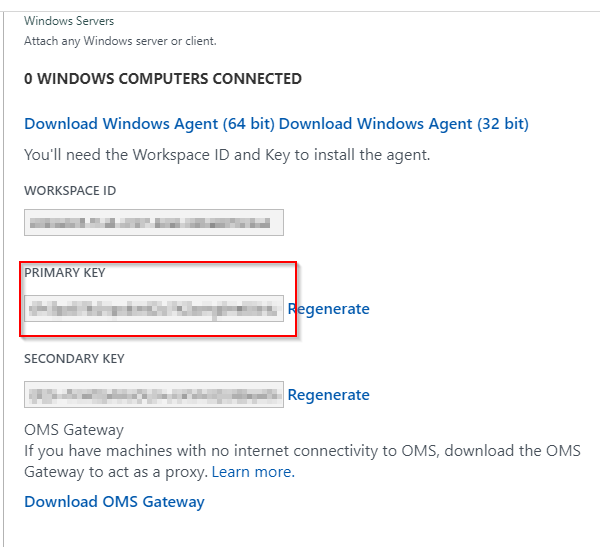 Windows Servers
Attach any Windows server or client.
0 WINDOWS COMPUTERS CONNECTED
Download Windows Agent (64 bit) Download Windows Agent (32 bit)
You'll need the Workspace ID and Key to install the agent.
WORKSPACE ID
PRIMARY KEY
Regenerate
SECONDARY KEY
Regenerate
OMS Gateway
If you have machines with no internet connectivity to OMS, download the OMS
Gateway to act as a proxy. Learn more.
Download OMS Gateway